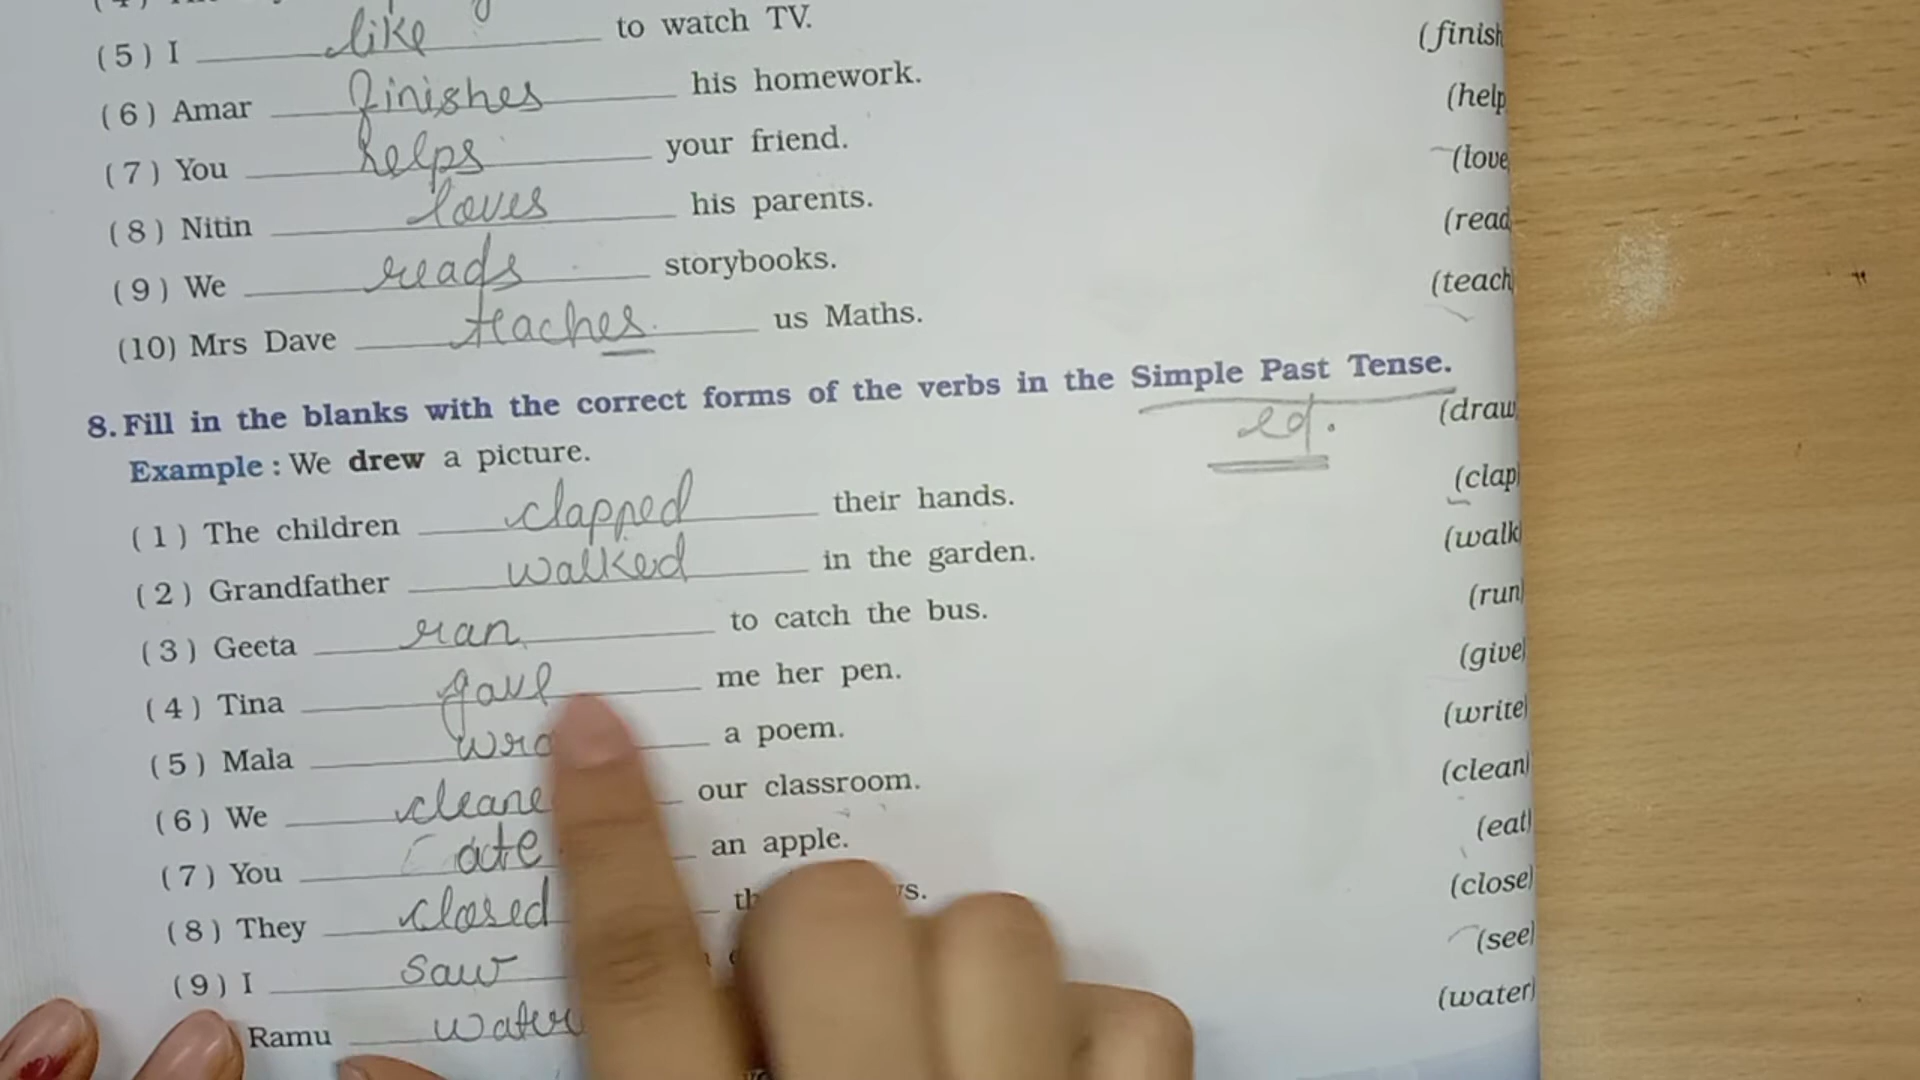 (5) I like to watch TV.
(finish
(6) Amar finishes his homework.
(help
(7) You helps your friend.
(love
(8) Nitin loves his parents.
(read
(9) We reads storybooks.
(teach
(10) Mrs Dave teaches us Maths.
8. Fill in the blanks with the correct forms of the verbs in the Simple Past Tense.
ed.
Example : We drew a picture. (draw
(1) The children clapped their hands. (clap)
(2) Grandfather walked in the garden. (walk)
(3) Geeta ran to catch the bus. (run)
(4) Tina gave me her pen. (give)
(5) Mala wro a poem. (write)
(6) We cleane our classroom. (clean)
(7) You ate an apple. (eat)
(8) They closed (close)
(9) I saw (see)
Ramu water (water)